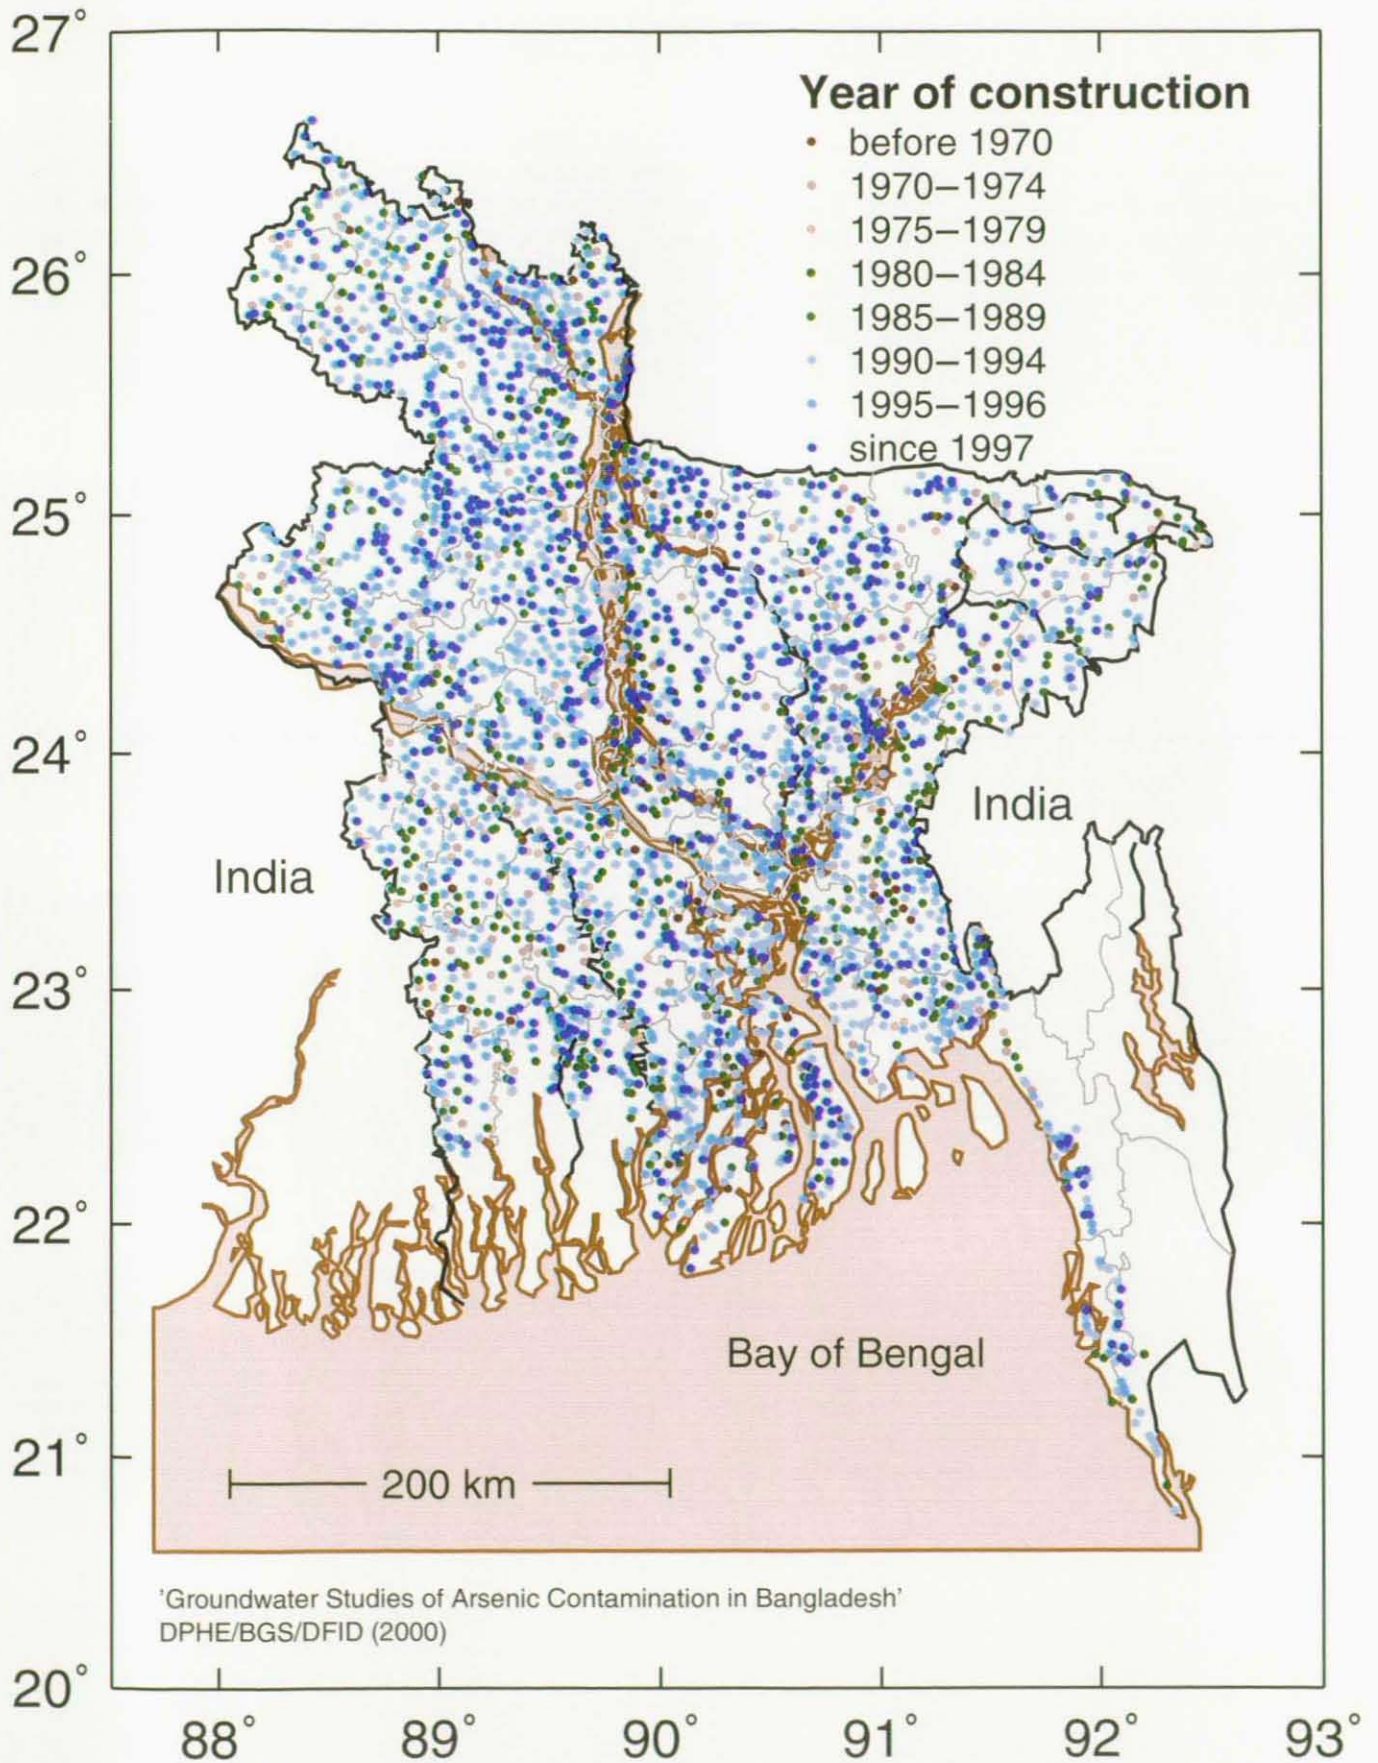 27°
Year of construction
before 1970
1970–1974
1975–1979
26°
1980–1984
1985–1989
1990–1994
1995–1996
since 1997
25°
24°
India
India
23°
22°
Bay of Bengal
21°
200 km
'Groundwater Studies of Arsenic Contamination in Bangladesh'
DPHE/BGS/DFID (2000)
20°
88° 89° 90° 91° 92° 93°